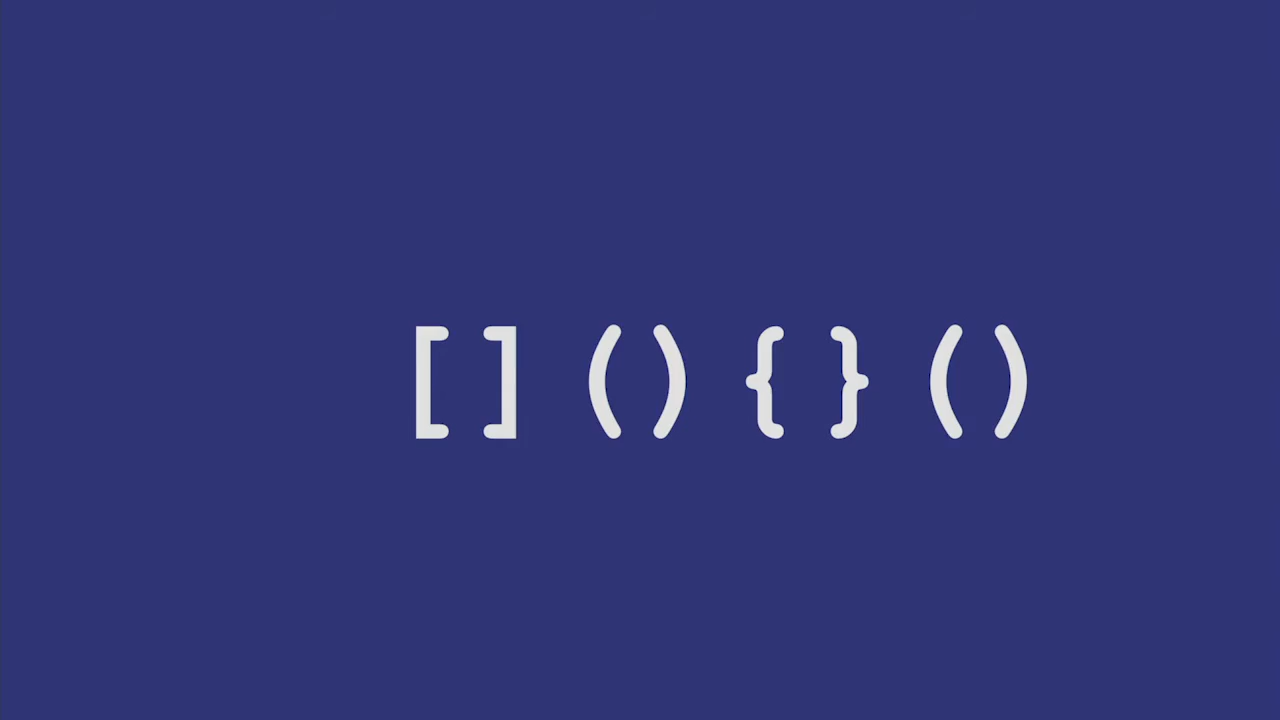 [ ] ( ) { } ( )